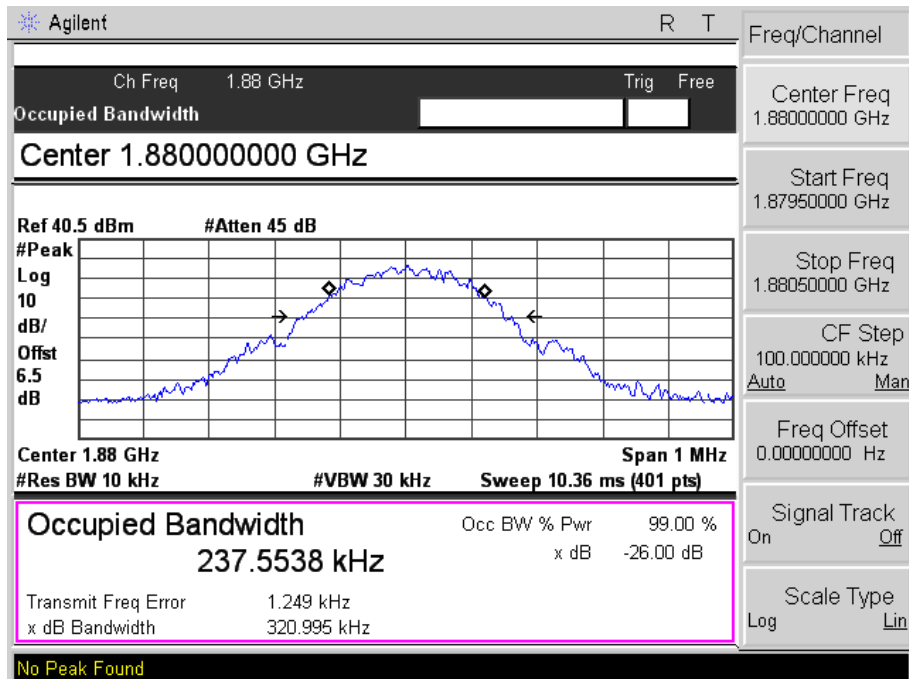 Agilent R T
Ch Freq 1.88 GHz Trig Free
Occupied Bandwidth
Center 1.880000000 GHz
Ref 40.5 dBm #Atten 45 dB
#Peak
Log
10
dB/
Offst
6.5
dB
Center 1.88 GHz Span 1 MHz
#Res BW 10 kHz #VBW 30 kHz Sweep 10.36 ms (401 pts)
Occupied Bandwidth Occ BW % Pwr 99.00 %
237.5538 kHz x dB -26.00 dB
Transmit Freq Error 1.249 kHz
x dB Bandwidth 320.995 kHz
No Peak Found
Freq/Channel
Center Freq
1.88000000 GHz
Start Freq
1.87950000 GHz
Stop Freq
1.88050000 GHz
CF Step
100.000000 kHz
Auto Man
Freq Offset
0.00000000 Hz
Signal Track
On Off
Scale Type
Log Lin